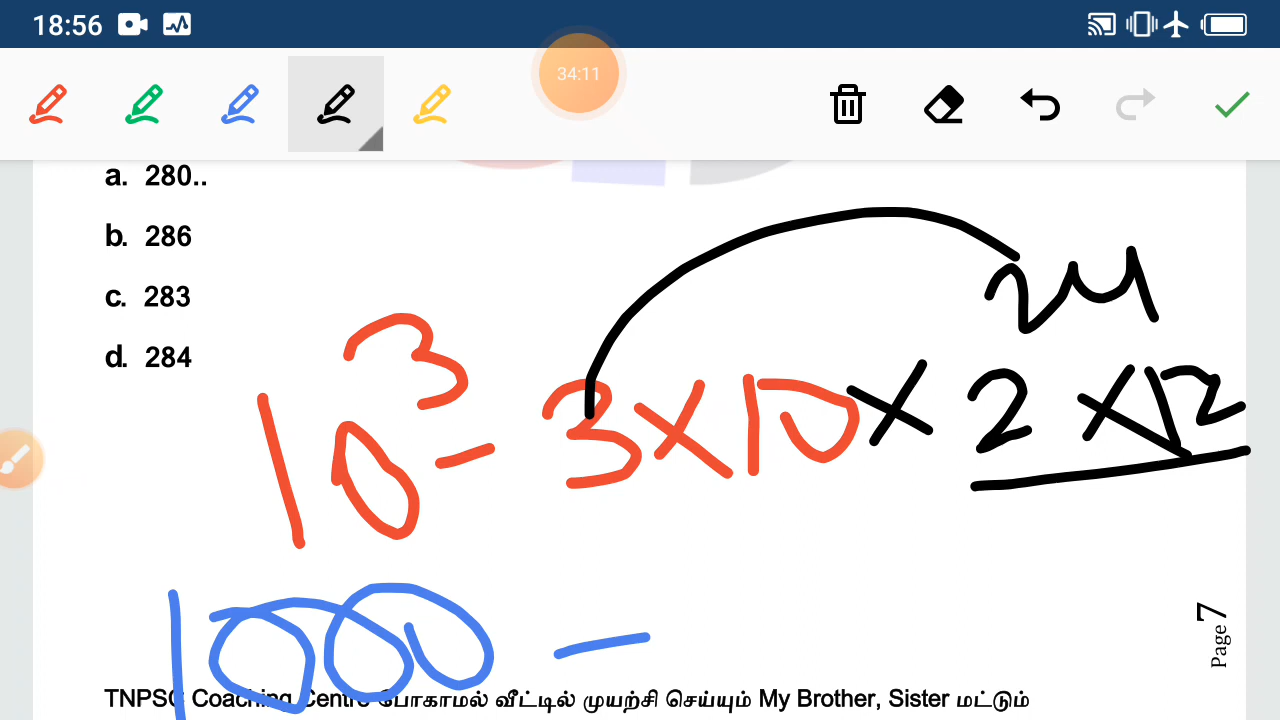 18:56
34:11
a. 280..
b. 286
c. 283
d. 284
24
10³ - 3 × 10 × 2 × 12
1000 -
Page 7
TNPSC Coaching Centre போகாமல் வீட்டில் முயற்சி செய்யும் My Brother, Sister மட்டும்